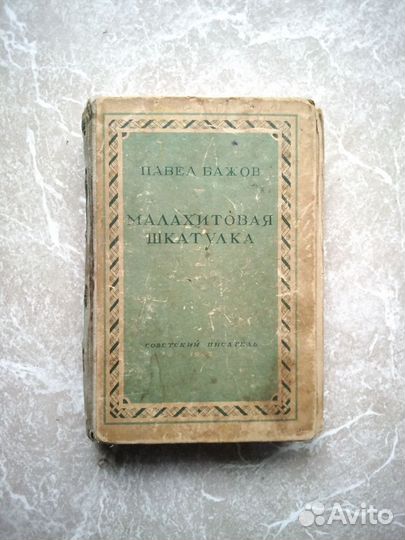 ПАВЕЛ БАЖОВ
МАЛАХИТОВАЯ
ШКАТУЛКА
СОВЕТСКИЙ ПИСАТЕЛЬ
Avito